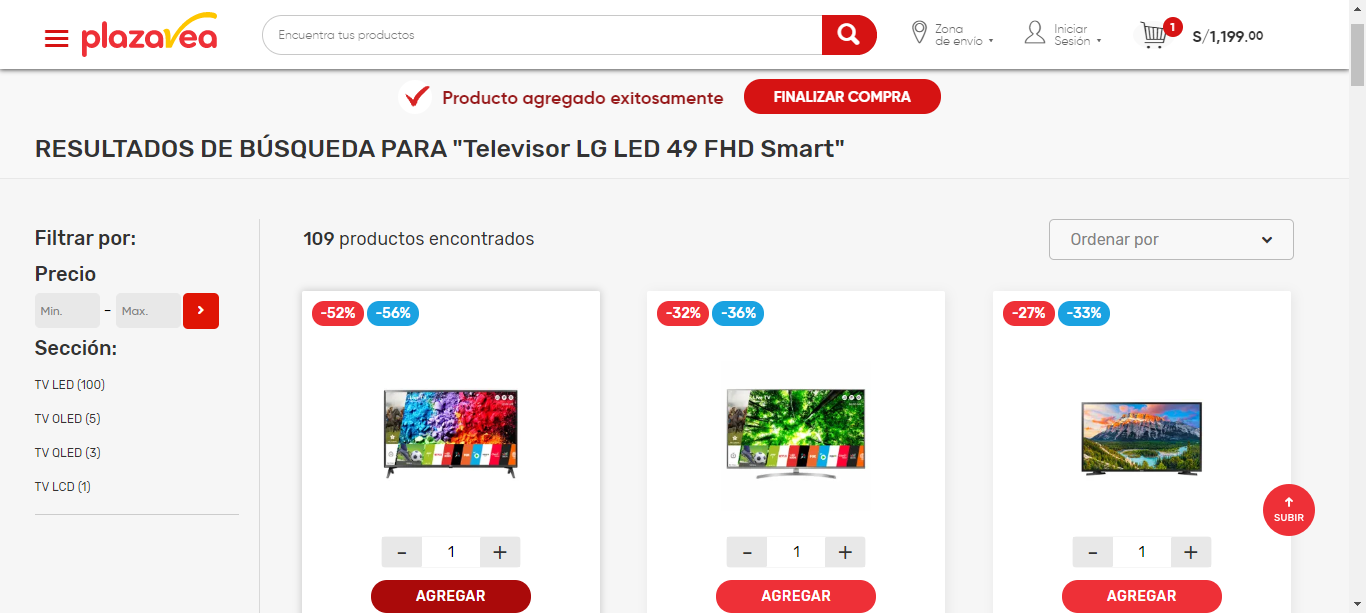 plazavea
Encuentra tus productos
Zona
de envío
Iniciar
Sesión
1
S/1,199.00
Producto agregado exitosamente
FINALIZAR COMPRA
RESULTADOS DE BÚSQUEDA PARA "Televisor LG LED 49 FHD Smart"
Filtrar por:
109 productos encontrados
Ordenar por
Precio
Min.
–
Max.
Sección:
TV LED (100)
TV OLED (5)
TV QLED (3)
TV LCD (1)
-52% -56%
- 1 +
AGREGAR
-32% -36%
- 1 +
AGREGAR
-27% -33%
- 1 +
AGREGAR
SUBIR